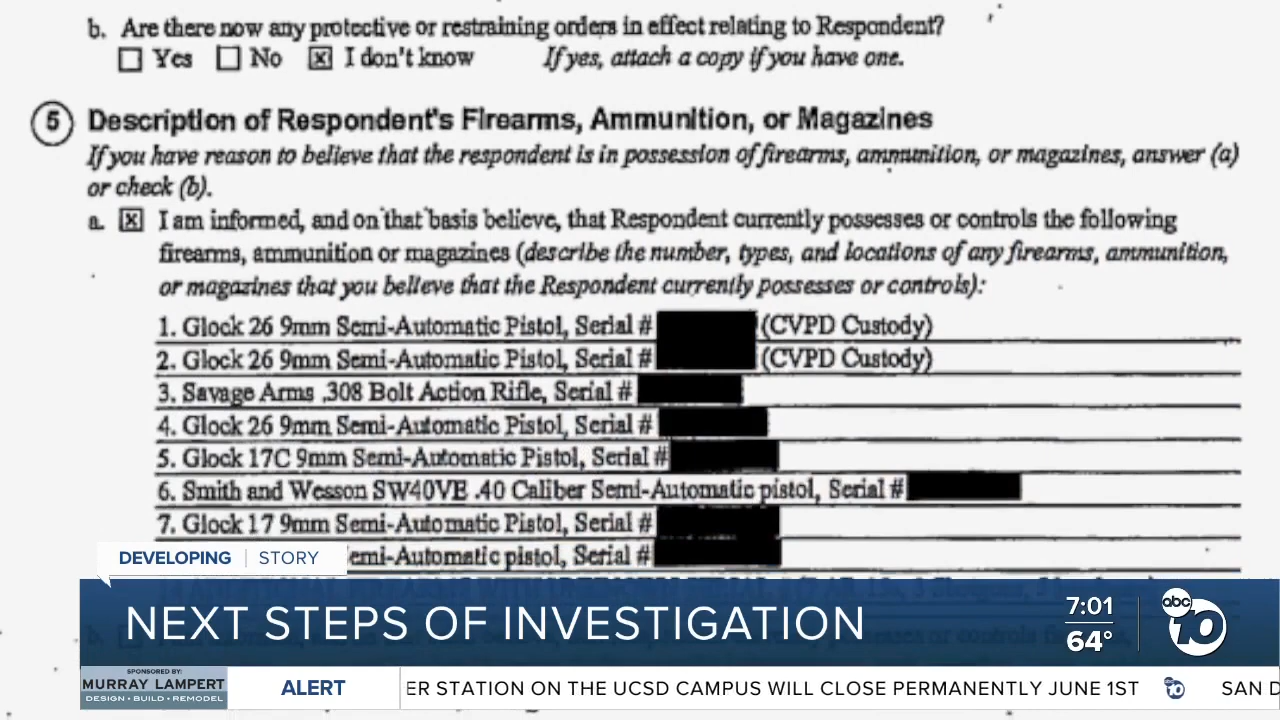 b. Are there now any protective or restraining orders in effect relating to Respondent?
Yes No I don't know If yes, attach a copy if you have one.
5 Description of Respondent's Firearms, Ammunition, or Magazines
If you have reason to believe that the respondent is in possession of firearms, ammunition, or magazines, answer (a)
or check (b).
a. I am informed, and on that basis believe, that Respondent currently possesses or controls the following
firearms, ammunition or magazines (describe the number, types, and locations of any firearms, ammunition,
or magazines that you believe that the Respondent currently possesses or controls):
1. Glock 26 9mm Semi-Automatic Pistol, Serial # (CVPD Custody)
2. Glock 26 9mm Semi-Automatic Pistol, Serial # (CVPD Custody)
3. Savage Arms .308 Bolt Action Rifle, Serial #
4. Glock 26 9mm Semi-Automatic Pistol, Serial #
5. Glock 17C 9mm Semi-Automatic Pistol, Serial #
6. Smith and Wesson SW40VE .40 Caliber Semi-Automatic pistol, Serial #
7. Glock 17 9mm Semi-Automatic Pistol, Serial #
emi-Automatic pistol, Serial #
DEVELOPING | STORY
NEXT STEPS OF INVESTIGATION
7:01
64°
abc 10
SPONSORED BY:
MURRAY LAMPERT
DESIGN • BUILD • REMODEL
ALERT
ER STATION ON THE UCSD CAMPUS WILL CLOSE PERMANENTLY JUNE 1ST abc 10 SAN D